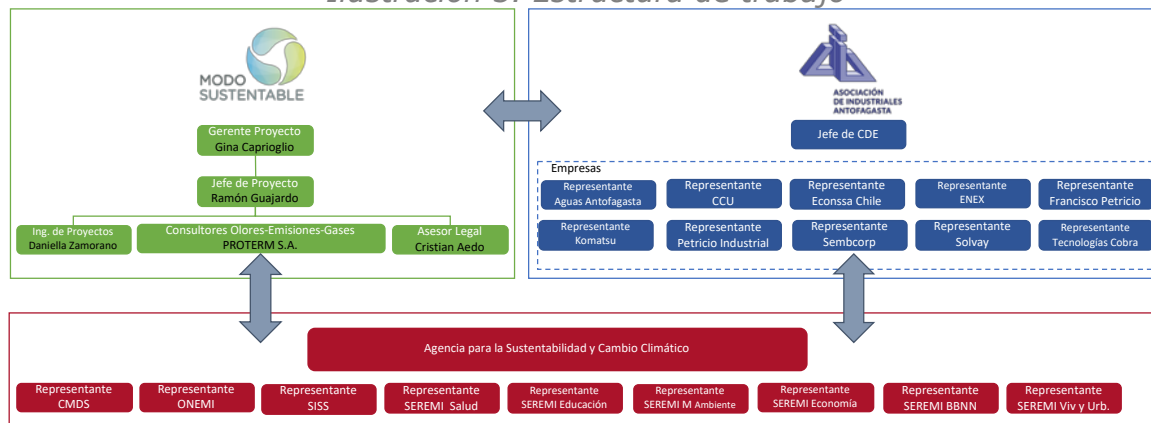 Ilustración 3: Estructura de trabajo
MODO
SUSTENTABLE
Gerente Proyecto
Gina Caprioglio
Jefe de Proyecto
Ramón Guajardo
Ing. de Proyectos
Daniella Zamorano
Consultores Olores-Emisiones-Gases
PROTERM S.A.
Asesor Legal
Cristian Aedo
ASOCIACIÓN
DE INDUSTRIALES
ANTOFAGASTA
Jefe de CDE
Empresas
Representante
Aguas Antofagasta
Representante
CCU
Representante
Econssa Chile
Representante
ENEX
Representante
Francisco Petricio
Representante
Komatsu
Representante
Petricio Industrial
Representante
Sembcorp
Representante
Solvay
Representante
Tecnologías Cobra
Agencia para la Sustentabilidad y Cambio Climático
Representante
CMDS
Representante
ONEMI
Representante
SISS
Representante
SEREMI Salud
Representante
SEREMI Educación
Representante
SEREMI M Ambiente
Representante
SEREMI Economía
Representante
SEREMI BBNN
Representante
SEREMI Viv y Urb.